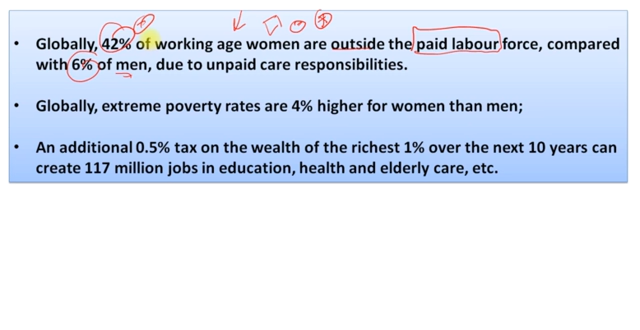 • Globally, 42% of working age women are outside the paid labour force, compared
with 6% of men, due to unpaid care responsibilities.
• Globally, extreme poverty rates are 4% higher for women than men;
• An additional 0.5% tax on the wealth of the richest 1% over the next 10 years can
create 117 million jobs in education, health and elderly care, etc.